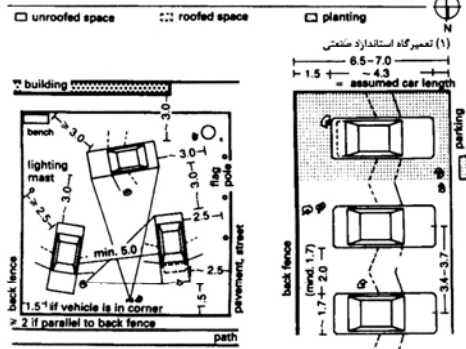 unroofed space
roofed space
planting
N
(۱) تعمیرگاه استاندارد صنعتی
6.5–7.0
1.5
~4.3
= assumed car length
building
3.0
bench
≥ 3.0
3.0
lighting mast
3.0
flag pole
≥ 2.5
2.5
min. 5.0
2.5
back fence
1.5 if vehicle is in corner
1.5
≥ 2 if parallel to back fence
pavement, street
path
parking
back fence
(mind. 1.7)
1.7÷2.0
3.4–3.7